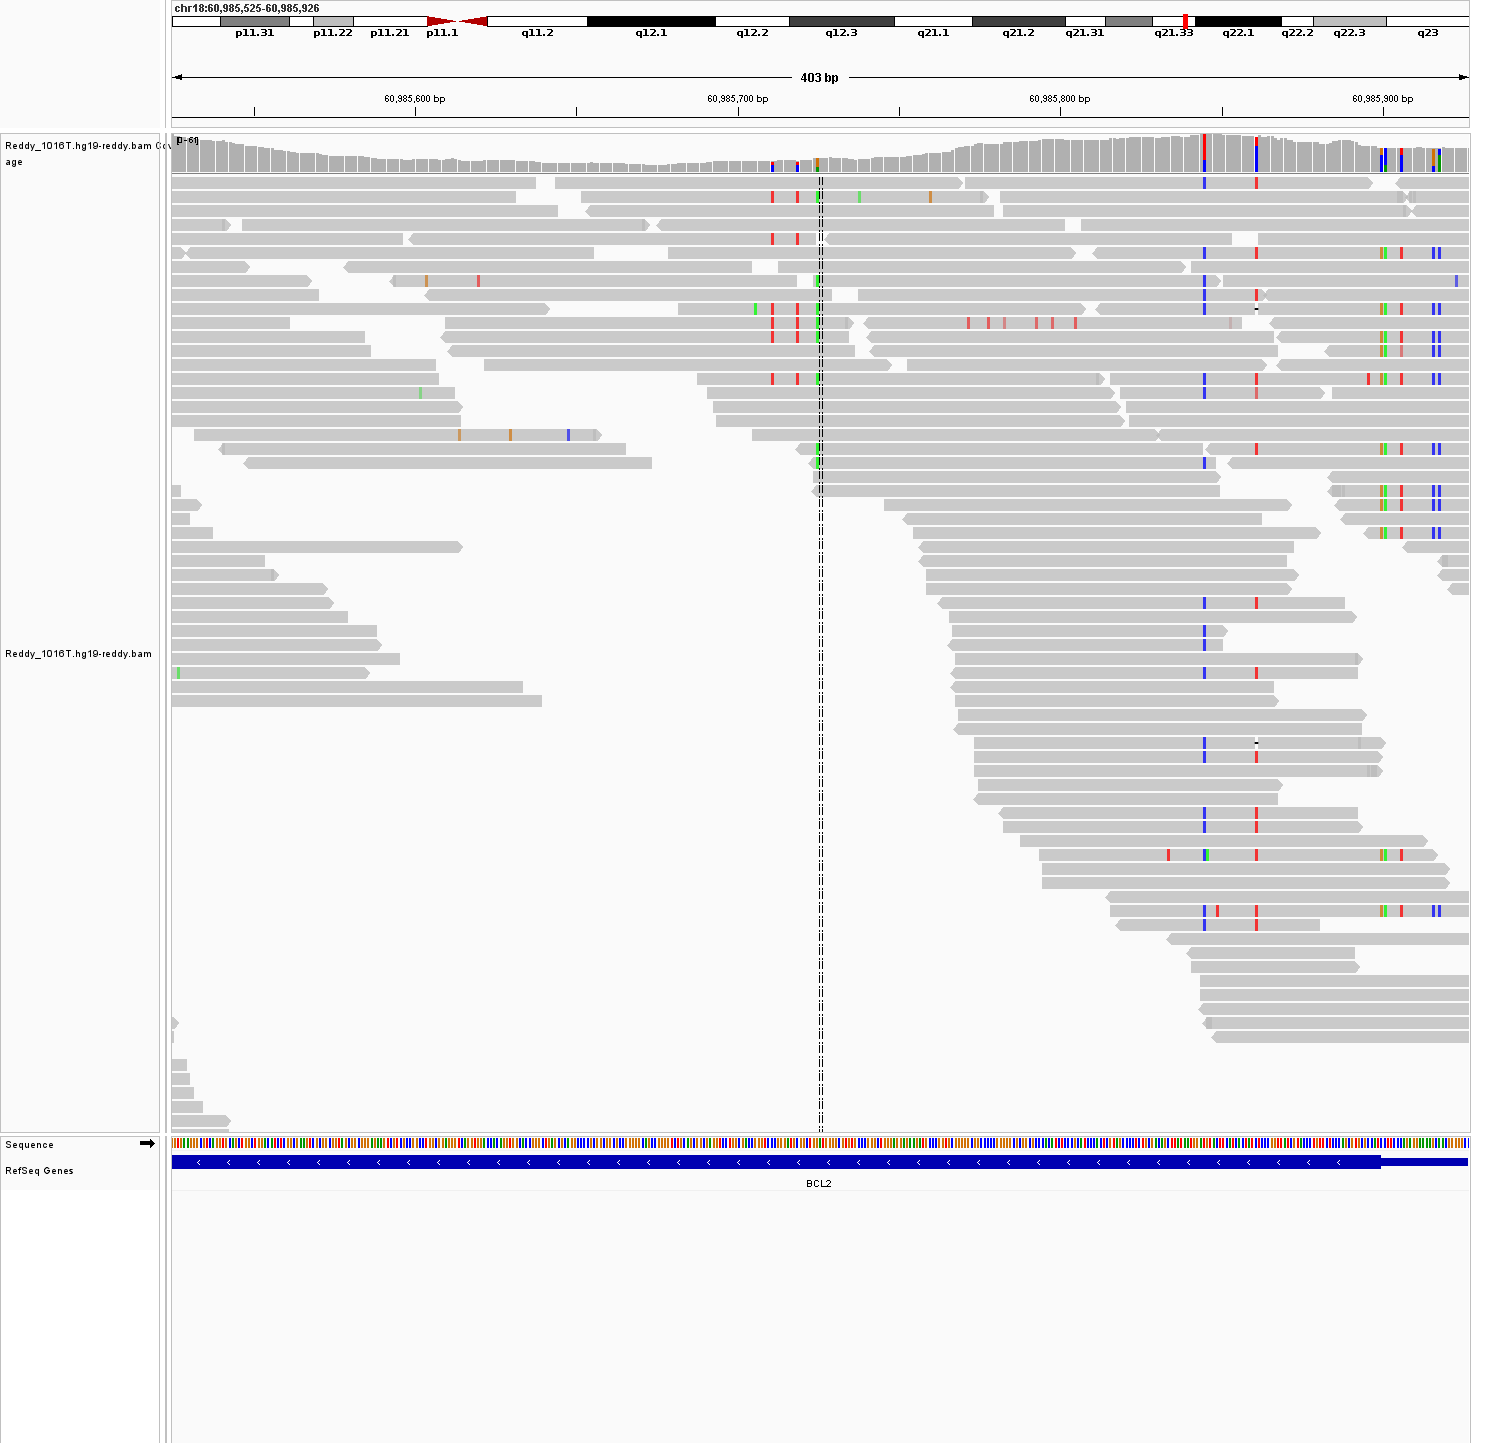 chr18:60,985,525-60,985,926
p11.31 p11.22 p11.21 p11.1 q11.2 q12.1 q12.2 q12.3 q21.1 q21.2 q21.31 q21.33 q22.1 q22.2 q22.3 q23
403 bp
60,985,600 bp 60,985,700 bp 60,985,800 bp 60,985,900 bp
Reddy_1016T.hg19-reddy.bam Cov
age
[0-61]
Reddy_1016T.hg19-reddy.bam
Sequence
RefSeq Genes
BCL2